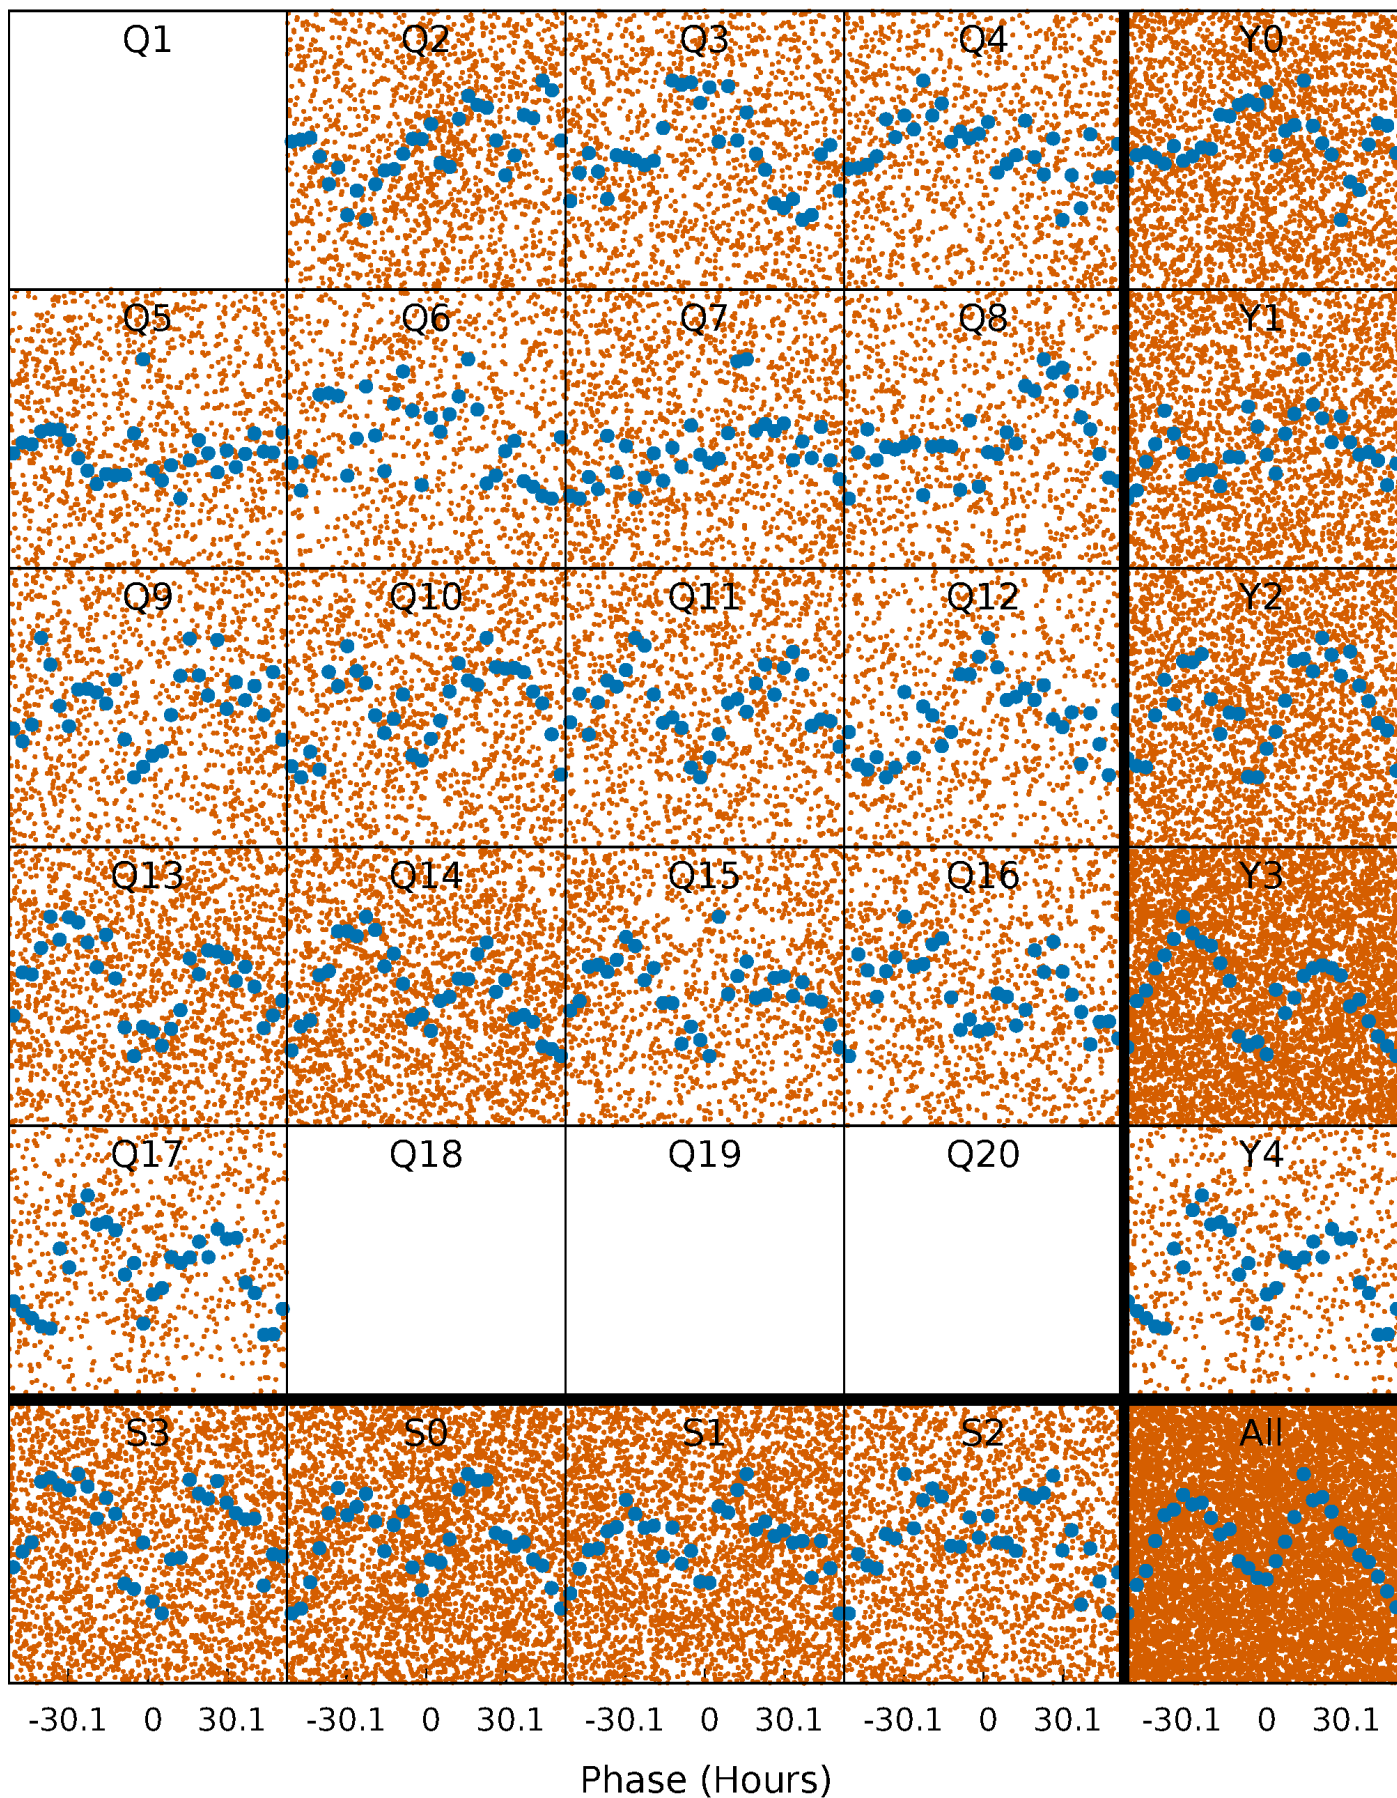 Q1 Q2 Q3 Q4 Y0
Q5 Q6 Q7 Q8 Y1
Q9 Q10 Q11 Q12 Y2
Q13 Q14 Q15 Q16 Y3
Q17 Q18 Q19 Q20 Y4
S3 S0 S1 S2 All
-30.1 0 30.1 -30.1 0 30.1 -30.1 0 30.1 -30.1 0 30.1 -30.1 0 30.1
Phase (Hours)